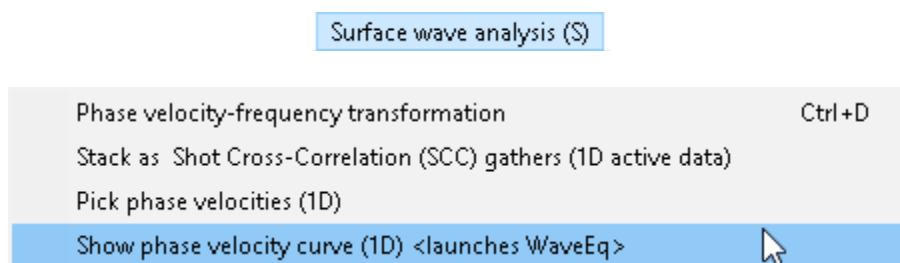 Surface wave analysis (S)
Phase velocity-frequency transformation Ctrl+D
Stack as  Shot Cross-Correlation (SCC) gathers (1D active data)
Pick phase velocities (1D)
Show phase velocity curve (1D) <launches WaveEq>